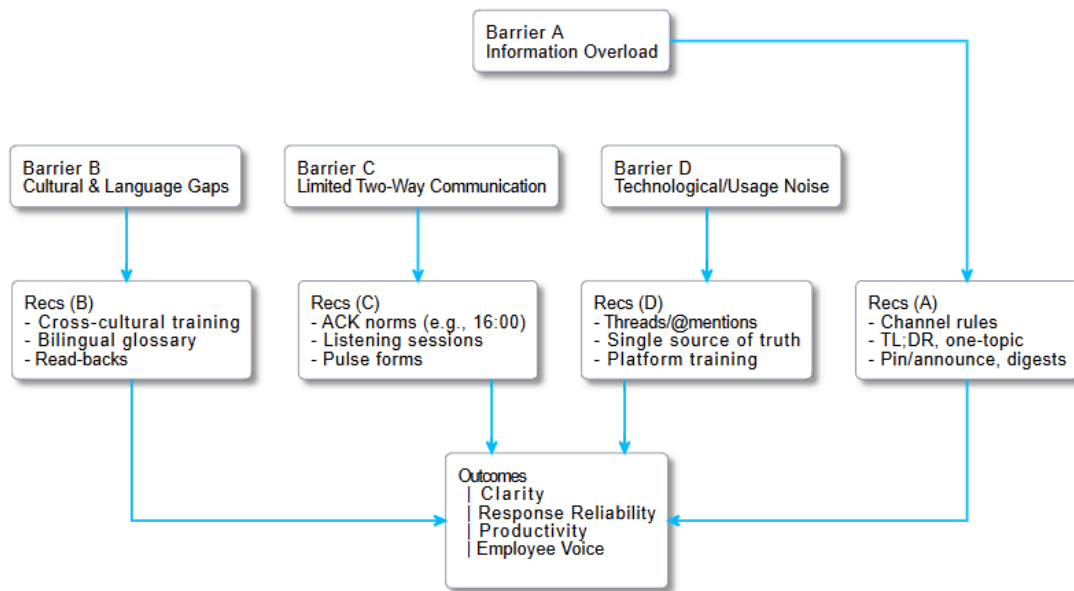 Barrier A
Information Overload
Barrier B
Cultural & Language Gaps
Barrier C
Limited Two-Way Communication
Barrier D
Technological/Usage Noise
Recs (B)
- Cross-cultural training
- Bilingual glossary
- Read-backs
Recs (C)
- ACK norms (e.g., 16:00)
- Listening sessions
- Pulse forms
Recs (D)
- Threads/@mentions
- Single source of truth
- Platform training
Recs (A)
- Channel rules
- TL;DR, one-topic
- Pin/announce, digests
Outcomes
| Clarity
| Response Reliability
| Productivity
| Employee Voice